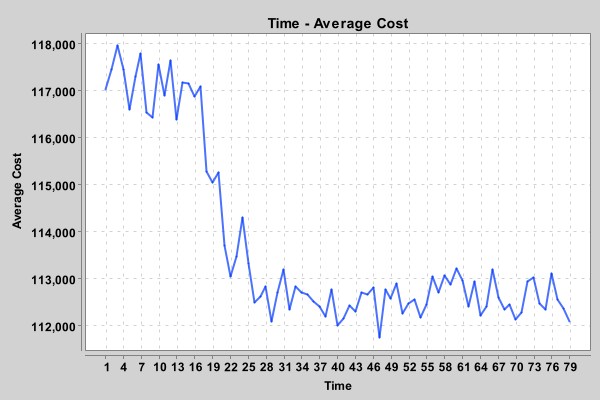 Time - Average Cost
Average Cost
118,000
117,000
116,000
115,000
114,000
113,000
112,000
1 4 7 10 13 16 19 22 25 28 31 34 37 40 43 46 49 52 55 58 61 64 67 70 73 76 79
Time